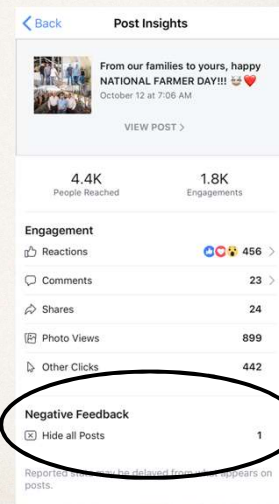 Back Post Insights
From our families to yours, happy
NATIONAL FARMER DAY!!! 🤝❤️
October 12 at 7:06 AM
VIEW POST >
4.4K 1.8K
People Reached Engagements
Engagement
Reactions 456 >
Comments 23 >
Shares 24
Photo Views 899
Other Clicks 442
Negative Feedback
Hide all Posts 1
Reported stats may be delayed from what appears on
posts.